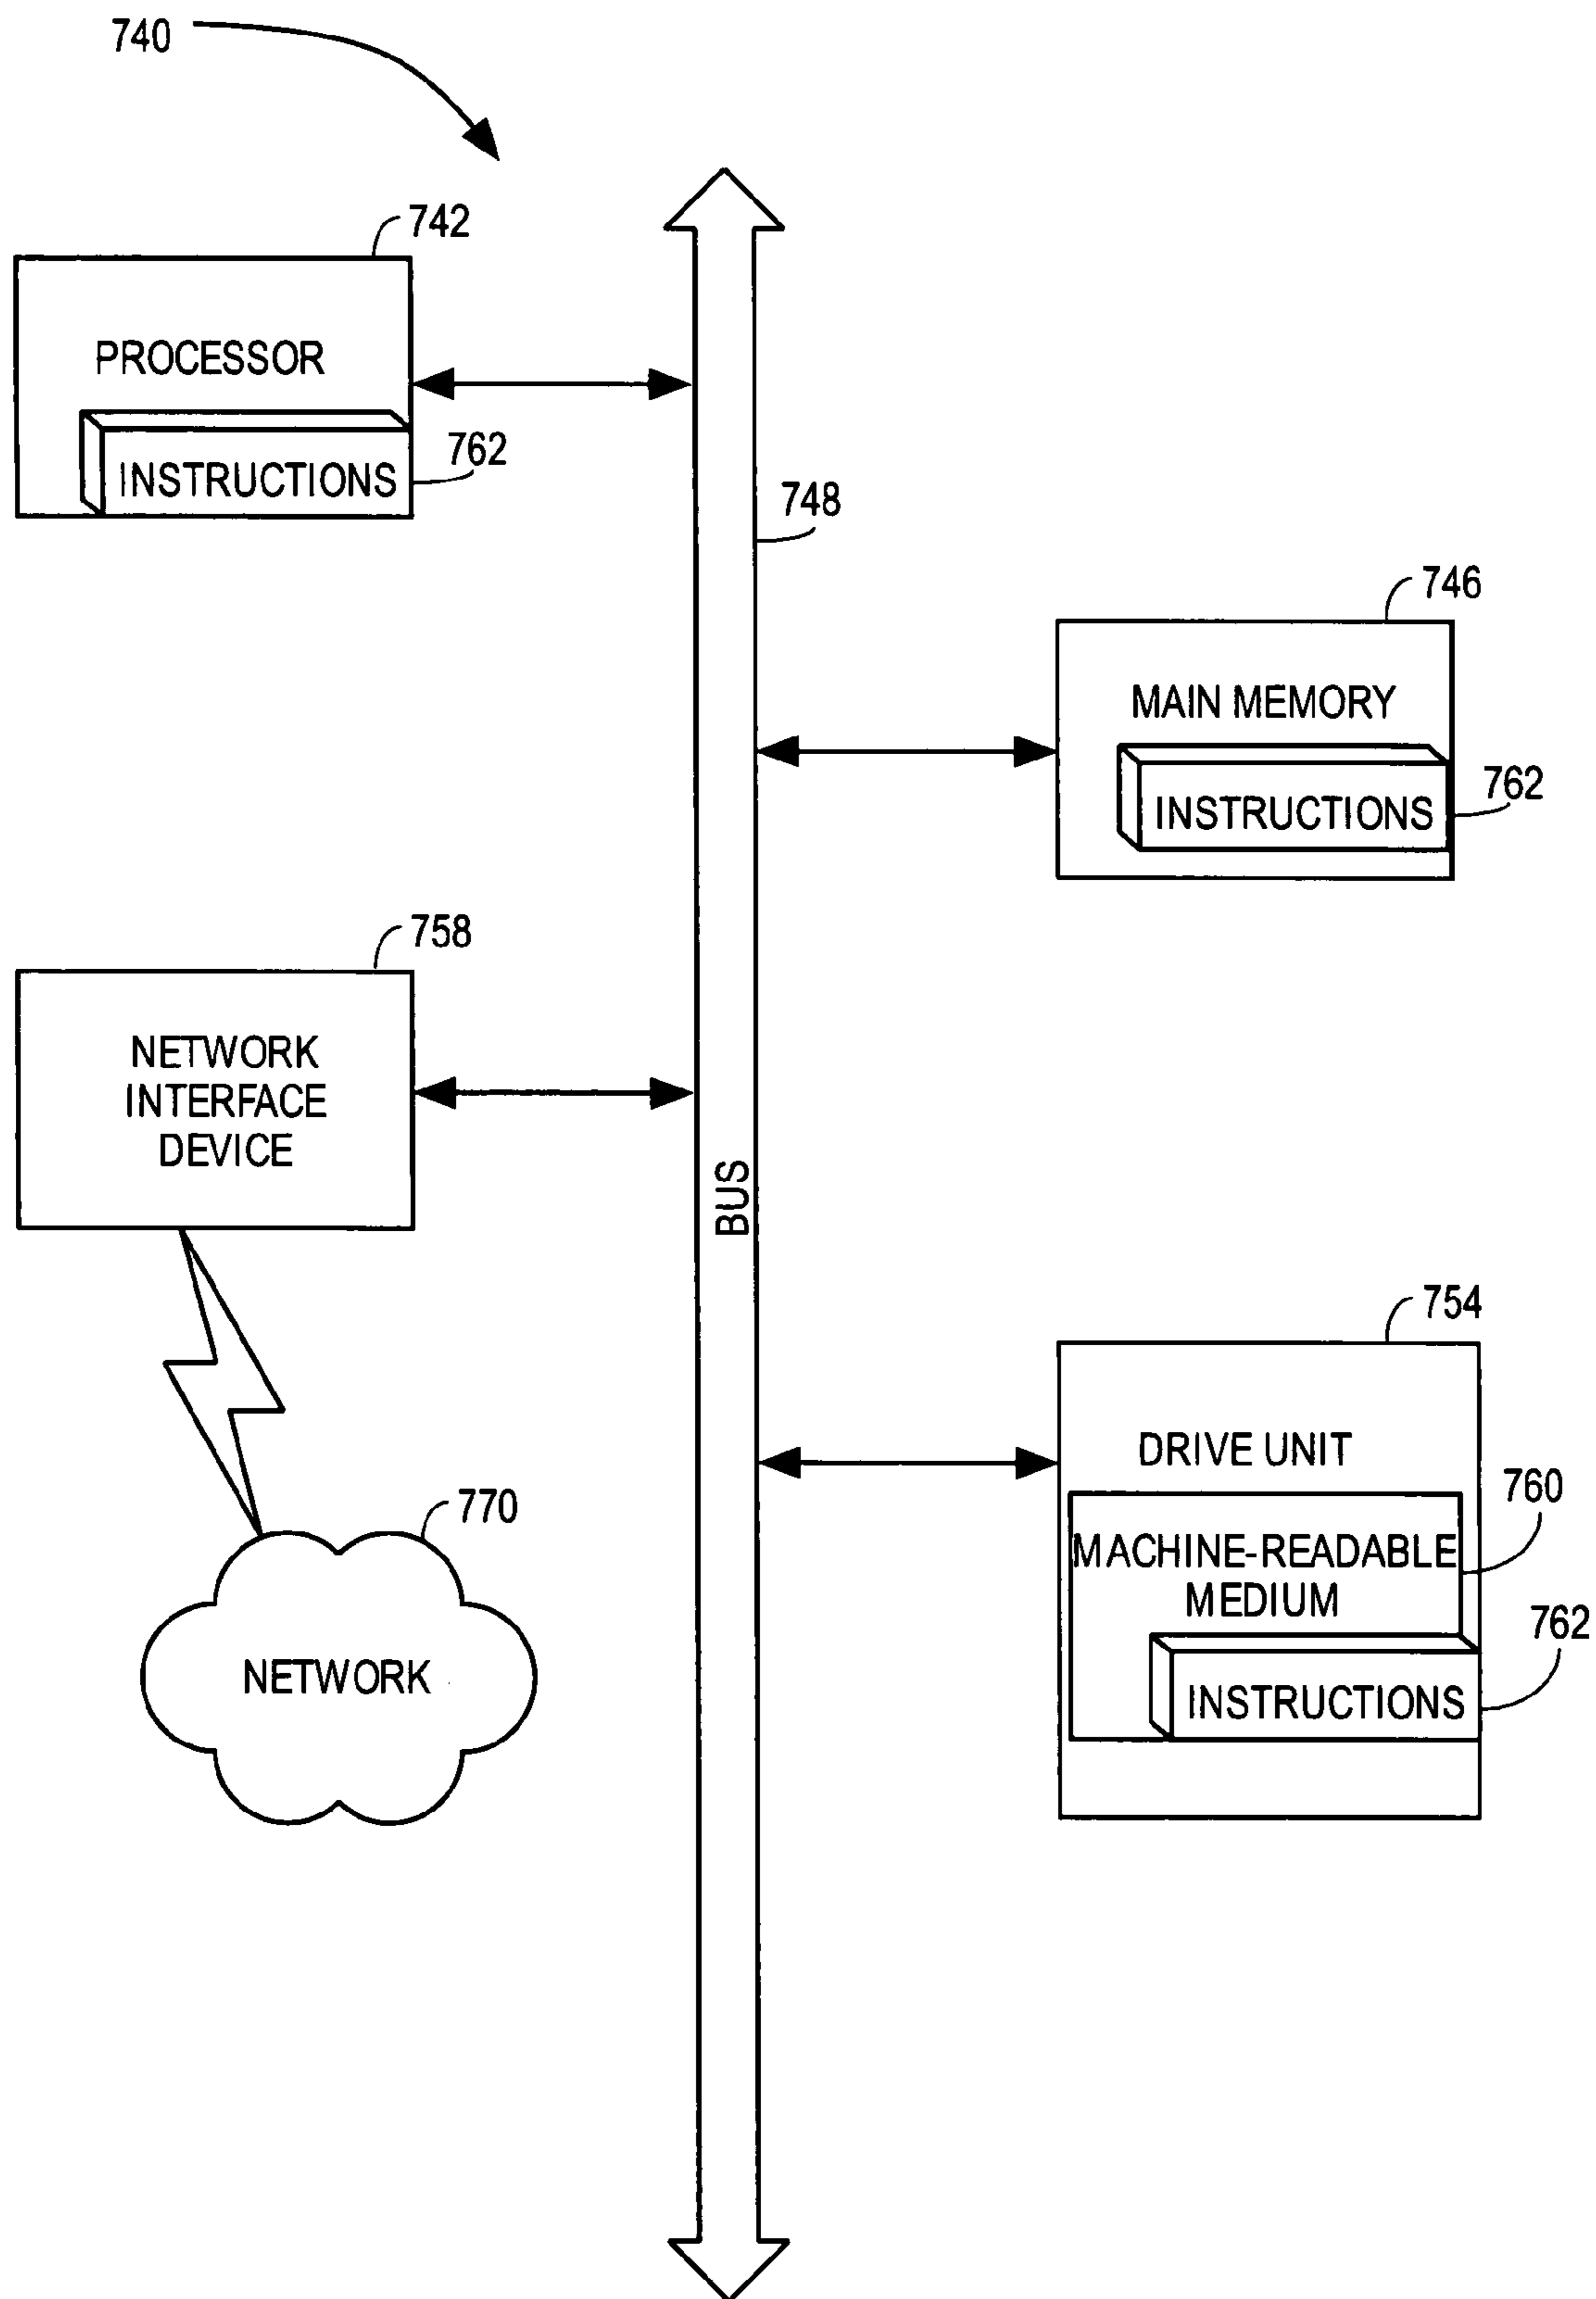 740
742
PROCESSOR
762
INSTRUCTIONS
748
746
MAIN MEMORY
762
INSTRUCTIONS
758
NETWORK
INTERFACE
DEVICE
BUS
754
DRIVE UNIT
760
MACHINE-READABLE
MEDIUM
762
INSTRUCTIONS
770
NETWORK